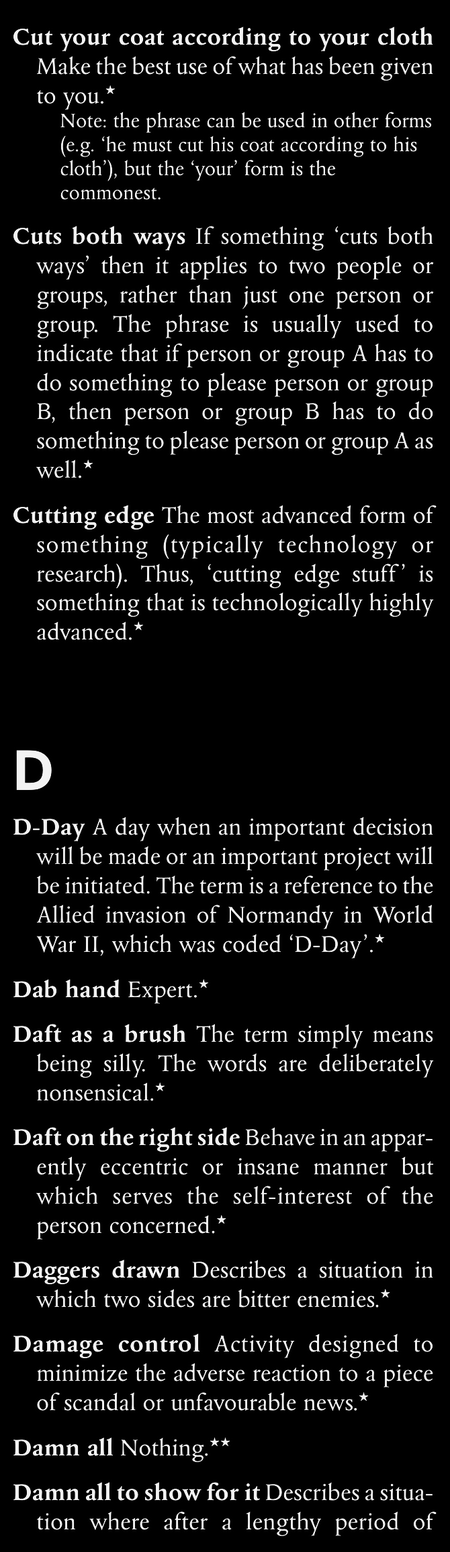 Cut your coat according to your cloth
Make the best use of what has been given
to you.★
Note: the phrase can be used in other forms
(e.g. ‘he must cut his coat according to his
cloth’), but the ‘your’ form is the
commonest.
Cuts both ways If something ‘cuts both
ways’ then it applies to two people or
groups, rather than just one person or
group. The phrase is usually used to
indicate that if person or group A has to
do something to please person or group
B, then person or group B has to do
something to please person or group A as
well.★
Cutting edge The most advanced form of
something (typically technology or
research). Thus, ‘cutting edge stuff’ is
something that is technologically highly
advanced.★
D
D-Day A day when an important decision
will be made or an important project will
be initiated. The term is a reference to the
Allied invasion of Normandy in World
War II, which was coded ‘D-Day’.★
Dab hand Expert.★
Daft as a brush The term simply means
being silly. The words are deliberately
nonsensical.★
Daft on the right side Behave in an appar-
ently eccentric or insane manner but
which serves the self-interest of the
person concerned.★
Daggers drawn Describes a situation in
which two sides are bitter enemies.★
Damage control Activity designed to
minimize the adverse reaction to a piece
of scandal or unfavourable news.★
Damn all Nothing.★★
Damn all to show for it Describes a situa-
tion where after a lengthy period of